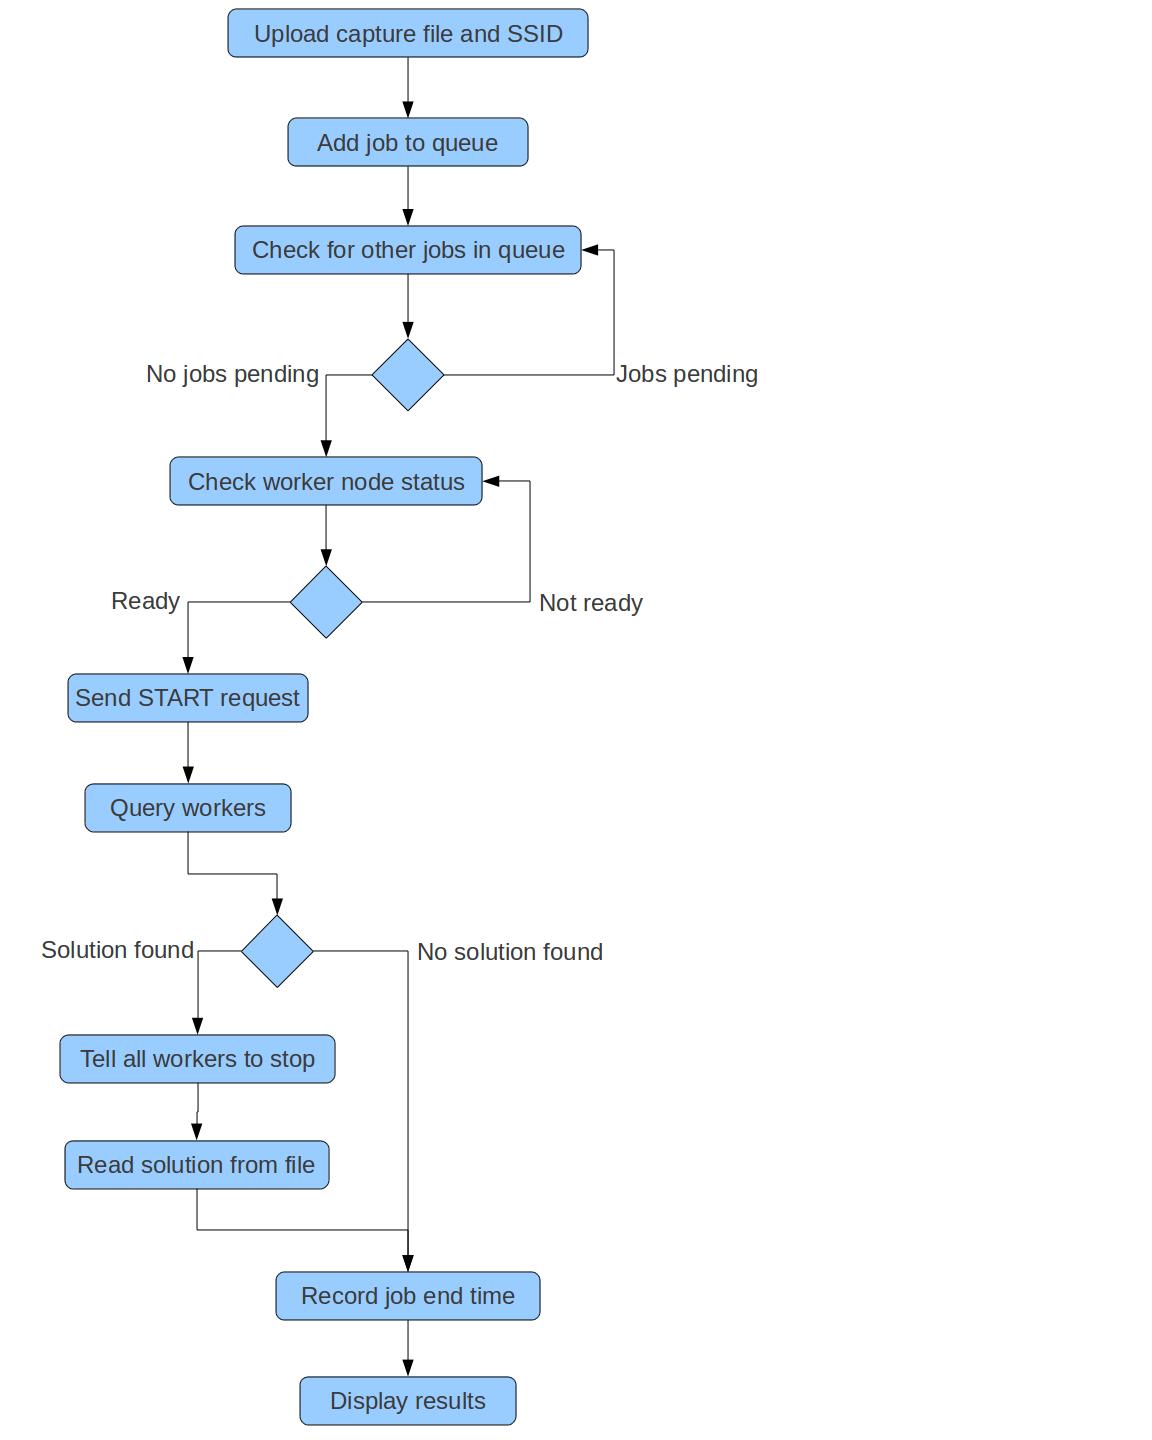 Upload capture file and SSID
Add job to queue
Check for other jobs in queue
No jobs pending
Jobs pending
Check worker node status
Ready
Not ready
Send START request
Query workers
Solution found
No solution found
Tell all workers to stop
Read solution from file
Record job end time
Display results